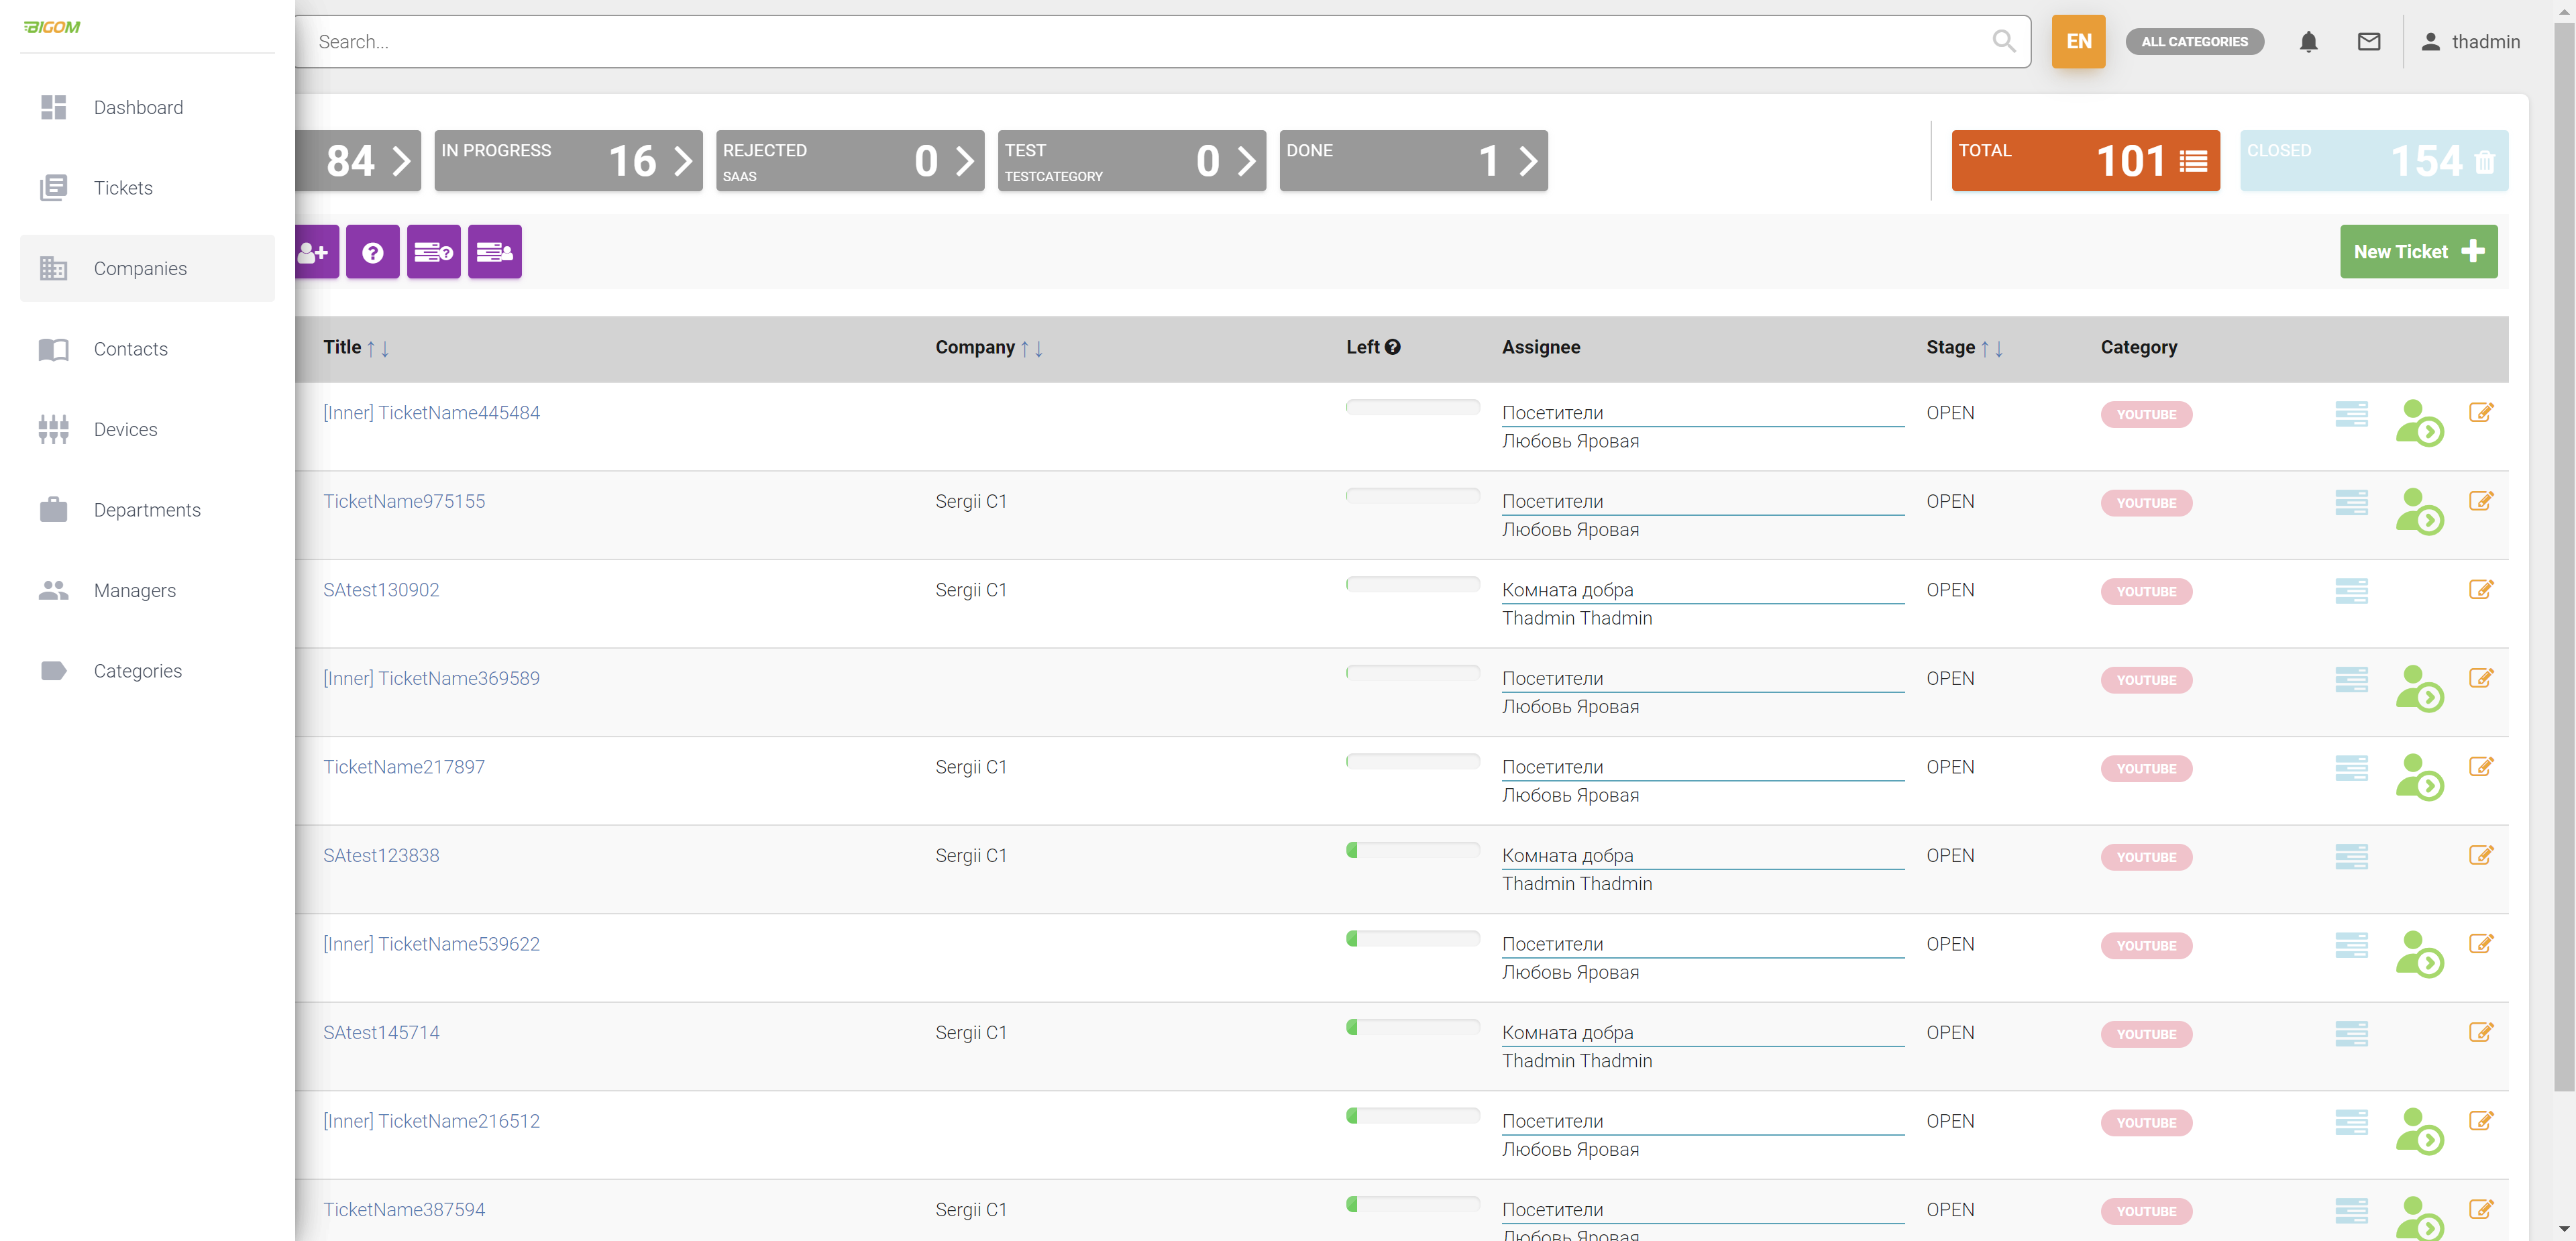 BIGOM
Search...
EN
ALL CATEGORIES
thadmin
Dashboard
Tickets
Companies
Contacts
Devices
Departments
Managers
Categories
84
IN PROGRESS 16
REJECTED 0
SAAS
TEST 0
TESTCATEGORY
DONE 1
TOTAL 101
CLOSED 154
New Ticket
Title Company Left Assignee Stage Category
[Inner] TicketName445484 Посетители OPEN YOUTUBE
Любовь Яровая
TicketName975155 Sergii C1 Посетители OPEN YOUTUBE
Любовь Яровая
SAtest130902 Sergii C1 Комната добра OPEN YOUTUBE
Thadmin Thadmin
[Inner] TicketName369589 Посетители OPEN YOUTUBE
Любовь Яровая
TicketName217897 Sergii C1 Посетители OPEN YOUTUBE
Любовь Яровая
SAtest123838 Sergii C1 Комната добра OPEN YOUTUBE
Thadmin Thadmin
[Inner] TicketName539622 Посетители OPEN YOUTUBE
Любовь Яровая
SAtest145714 Sergii C1 Комната добра OPEN YOUTUBE
Thadmin Thadmin
[Inner] TicketName216512 Посетители OPEN YOUTUBE
Любовь Яровая
TicketName387594 Sergii C1 Посетители OPEN YOUTUBE
Любовь Яровая